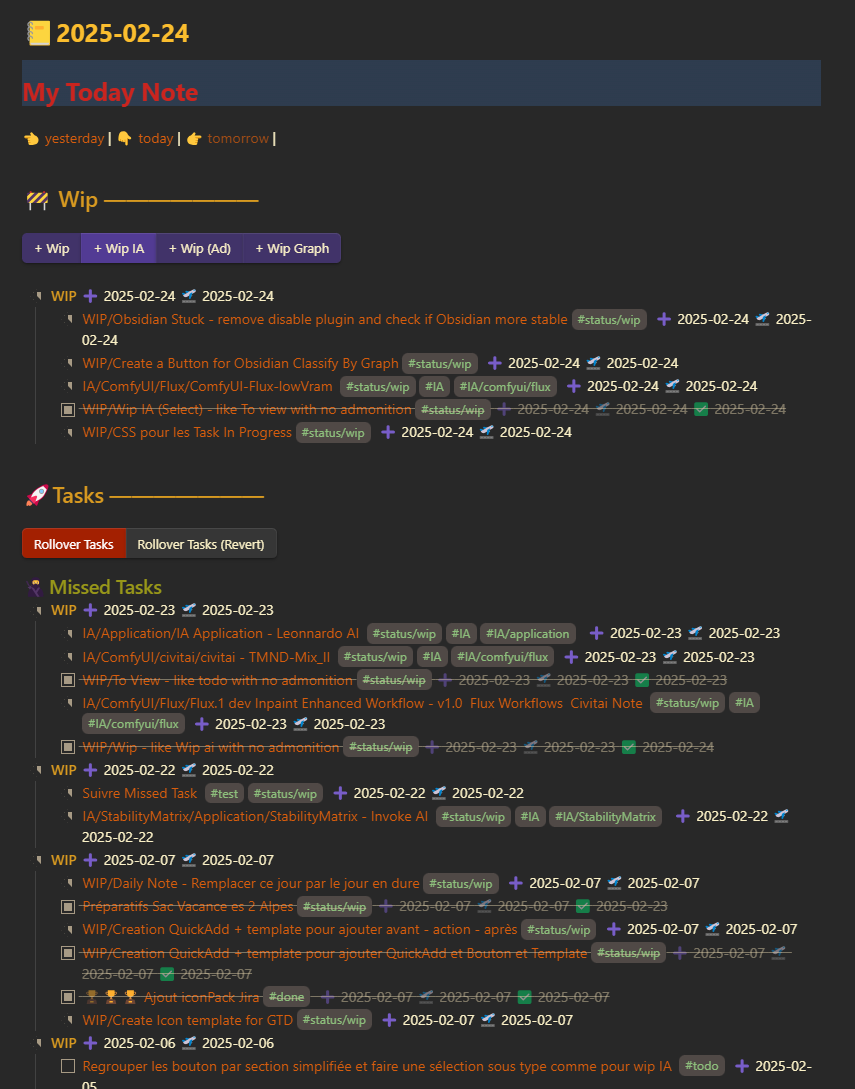 📒 2025-02-24
My Today Note
👈 yesterday | 👇 today | 👉 tomorrow |
🚧 Wip ———————
+ Wip + Wip IA + Wip (Ad) + Wip Graph
WIP ➕ 2025-02-24 🛫 2025-02-24
WIP/Obsidian Stuck - remove disable plugin and check if Obsidian more stable #status/wip ➕ 2025-02-24 🛫 2025-
02-24
WIP/Create a Button for Obsidian Classify By Graph #status/wip ➕ 2025-02-24 🛫 2025-02-24
IA/ComfyUI/Flux/ComfyUI-Flux-lowVram #status/wip #IA #IA/comfyui/flux ➕ 2025-02-24 🛫 2025-02-24
WIP/Wip IA (Select) - like To view with no admonition #status/wip ➕ 2025-02-24 🛫 2025-02-24 ✅ 2025-02-24
WIP/CSS pour les Task In Progress #status/wip ➕ 2025-02-24 🛫 2025-02-24
🚀 Tasks ———————
Rollover Tasks Rollover Tasks (Revert)
Missed Tasks
WIP ➕ 2025-02-23 🛫 2025-02-23
IA/Application/IA Application - Leonnardo AI #status/wip #IA #IA/application ➕ 2025-02-23 🛫 2025-02-23
IA/ComfyUI/civitai/civitai - TMND-Mix_II #status/wip #IA #IA/comfyui/flux ➕ 2025-02-23 🛫 2025-02-23
WIP/To View - like todo with no admonition #status/wip ➕ 2025-02-23 🛫 2025-02-23 ✅ 2025-02-23
IA/ComfyUI/Flux/Flux.1 dev Inpaint Enhanced Workflow - v1.0 Flux Workflows Civitai Note #status/wip #IA
#IA/comfyui/flux ➕ 2025-02-23 🛫 2025-02-23
WIP/Wip - like Wip ai with no admonition #status/wip ➕ 2025-02-23 🛫 2025-02-23 ✅ 2025-02-24
WIP ➕ 2025-02-22 🛫 2025-02-22
Suivre Missed Task #test #status/wip ➕ 2025-02-22 🛫 2025-02-22
IA/StabilityMatrix/Application/StabilityMatrix - Invoke AI #status/wip #IA #IA/StabilityMatrix ➕ 2025-02-22 🛫
2025-02-22
WIP ➕ 2025-02-07 🛫 2025-02-07
WIP/Daily Note - Remplacer ce jour par le jour en dure #status/wip ➕ 2025-02-07 🛫 2025-02-07
Préparatifs Sac Vacance es 2 Alpes #status/wip ➕ 2025-02-07 🛫 2025-02-07 ✅ 2025-02-23
WIP/Creation QuickAdd + template pour ajouter avant - action - après #status/wip ➕ 2025-02-07 🛫 2025-02-07
WIP/Creation QuickAdd + template pour ajouter QuickAdd et Bouton et Template #status/wip ➕ 2025-02-07 🛫
2025-02-07 ✅ 2025-02-07
🏆 🏆 🏆 Ajout iconPack Jira #done ➕ 2025-02-07 🛫 2025-02-07 ✅ 2025-02-07
WIP/Create Icon template for GTD #status/wip ➕ 2025-02-07 🛫 2025-02-07
WIP ➕ 2025-02-06 🛫 2025-02-06
Regrouper les bouton par section simplifiée et faire une sélection sous type comme pour wip IA #todo ➕ 2025-02-
05